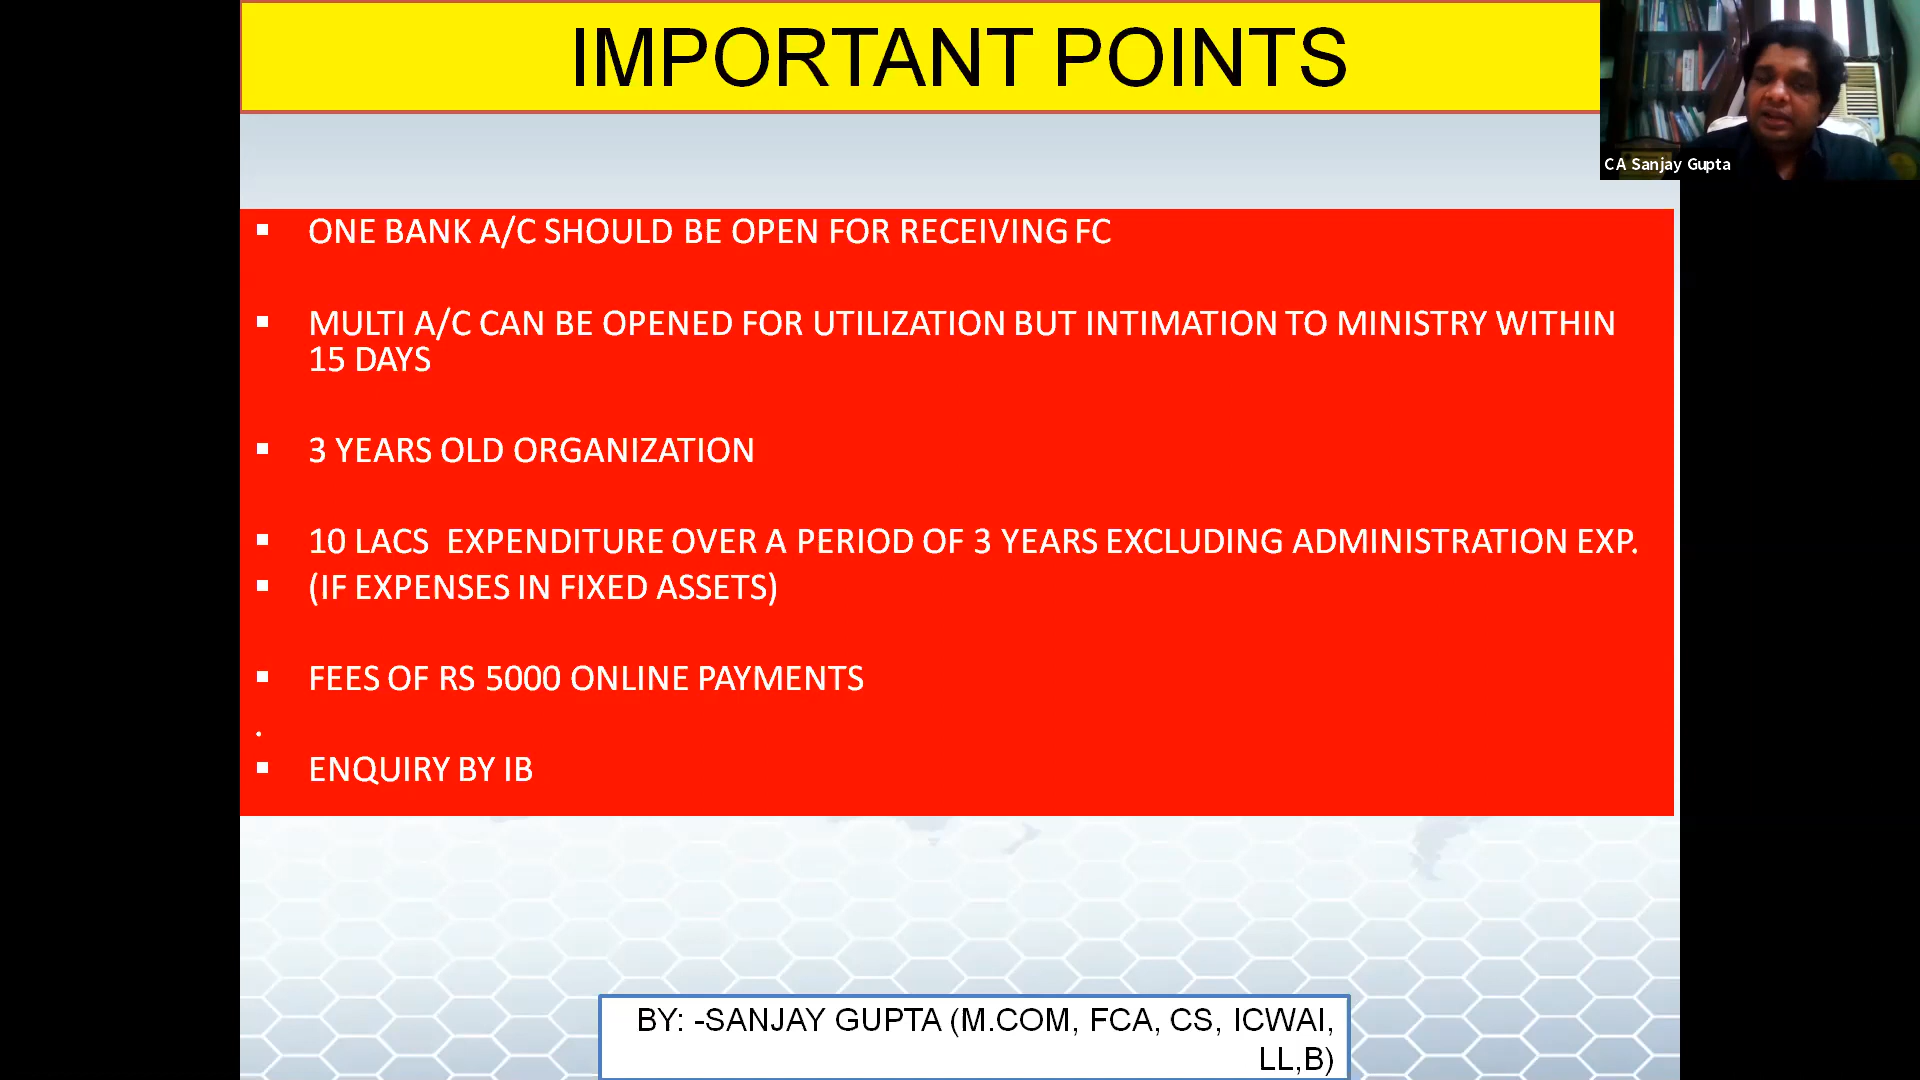 IMPORTANT POINTS
CA Sanjay Gupta
▪ ONE BANK A/C SHOULD BE OPEN FOR RECEIVING FC
▪ MULTI A/C CAN BE OPENED FOR UTILIZATION BUT INTIMATION TO MINISTRY WITHIN
15 DAYS
▪ 3 YEARS OLD ORGANIZATION
▪ 10 LACS EXPENDITURE OVER A PERIOD OF 3 YEARS EXCLUDING ADMINISTRATION EXP.
▪ (IF EXPENSES IN FIXED ASSETS)
▪ FEES OF RS 5000 ONLINE PAYMENTS
▪ ENQUIRY BY IB
BY: -SANJAY GUPTA (M.COM, FCA, CS, ICWAI,
LL,B)